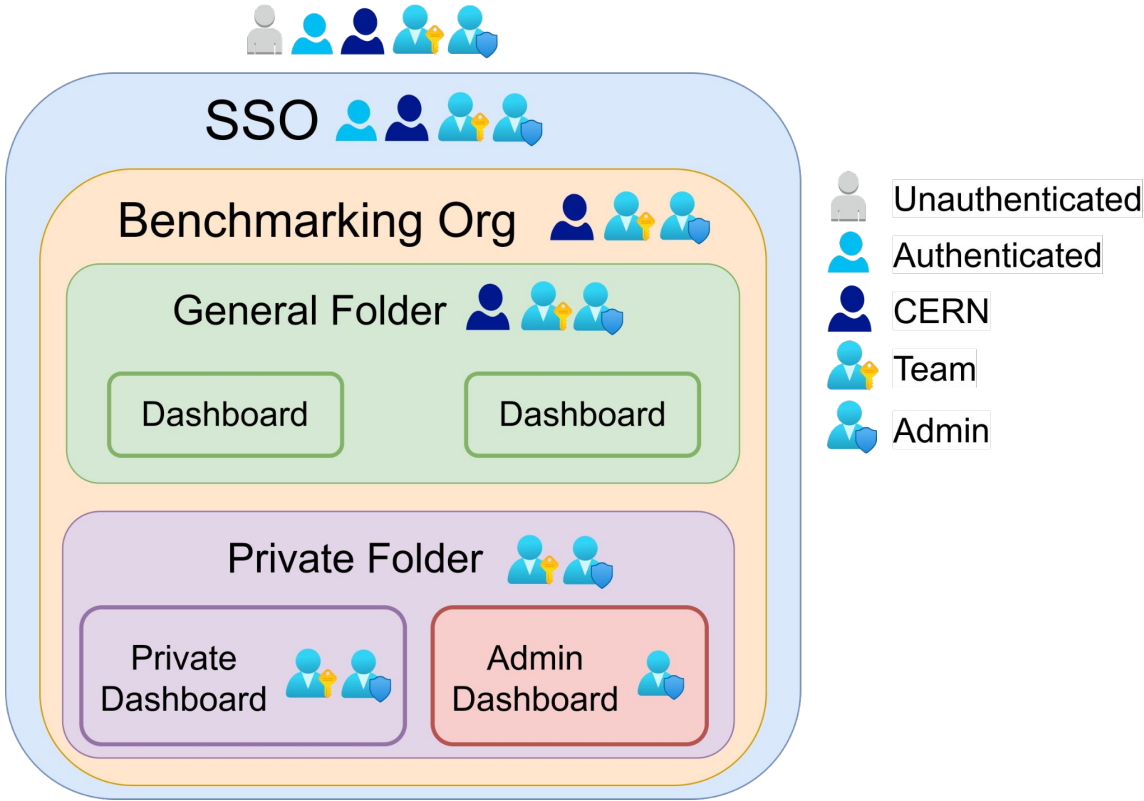 SSO
Benchmarking Org
General Folder
Dashboard
Dashboard
Private Folder
Private
Dashboard
Admin
Dashboard
Unauthenticated
Authenticated
CERN
Team
Admin